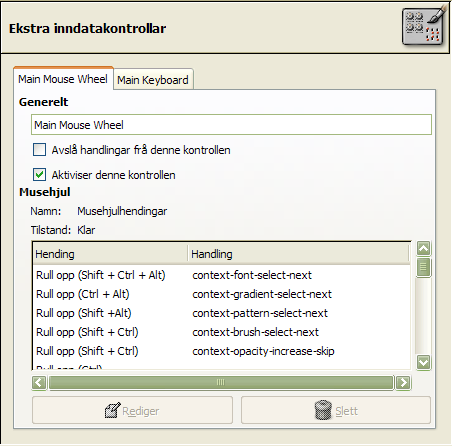 Ekstra inndatakontrollar
Main Mouse Wheel Main Keyboard
Generelt
Main Mouse Wheel
Avslå handlingar frå denne kontrollen
Aktiviser denne kontrollen
Musehjul
Namn: Musehjulhendingar
Tilstand: Klar
Hending Handling
Rull opp (Shift + Ctrl + Alt) context-font-select-next
Rull opp (Ctrl + Alt) context-gradient-select-next
Rull opp (Shift +Alt) context-pattern-select-next
Rull opp (Shift + Ctrl) context-brush-select-next
Rull opp (Shift + Ctrl) context-opacity-increase-skip
Rull opp (Ctrl)
Rediger Slett